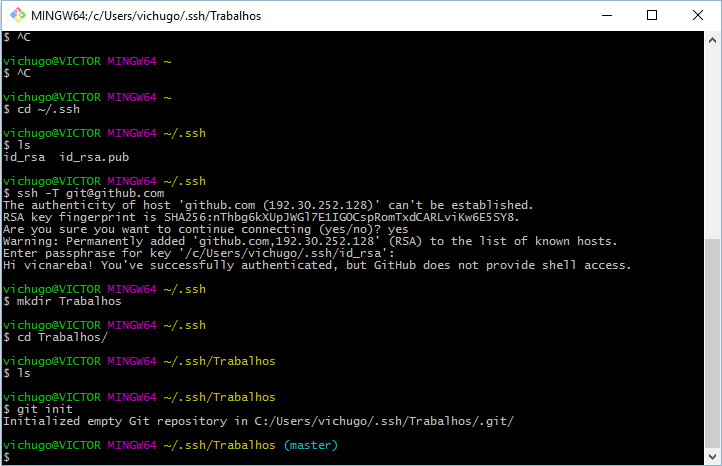 MINGW64:/c/Users/vichugo/.ssh/Trabalhos
$ ^C
vichugo@VICTOR MINGW64 ~
$ ^C
vichugo@VICTOR MINGW64 ~
$ cd ~/.ssh
vichugo@VICTOR MINGW64 ~/.ssh
$ ls
id_rsa  id_rsa.pub
vichugo@VICTOR MINGW64 ~/.ssh
$ ssh -T git@github.com
The authenticity of host 'github.com (192.30.252.128)' can't be established.
RSA key fingerprint is SHA256:nThbg6kXUpJWGl7E1IGOCspRomTxdCARLviKw6E5SY8.
Are you sure you want to continue connecting (yes/no)? yes
Warning: Permanently added 'github.com,192.30.252.128' (RSA) to the list of known hosts.
Enter passphrase for key '/c/Users/vichugo/.ssh/id_rsa':
Hi vicnareba! You've successfully authenticated, but GitHub does not provide shell access.
vichugo@VICTOR MINGW64 ~/.ssh
$ mkdir Trabalhos
vichugo@VICTOR MINGW64 ~/.ssh
$ cd Trabalhos/
vichugo@VICTOR MINGW64 ~/.ssh/Trabalhos
$ ls
vichugo@VICTOR MINGW64 ~/.ssh/Trabalhos
$ git init
Initialized empty Git repository in C:/Users/vichugo/.ssh/Trabalhos/.git/
vichugo@VICTOR MINGW64 ~/.ssh/Trabalhos (master)
$